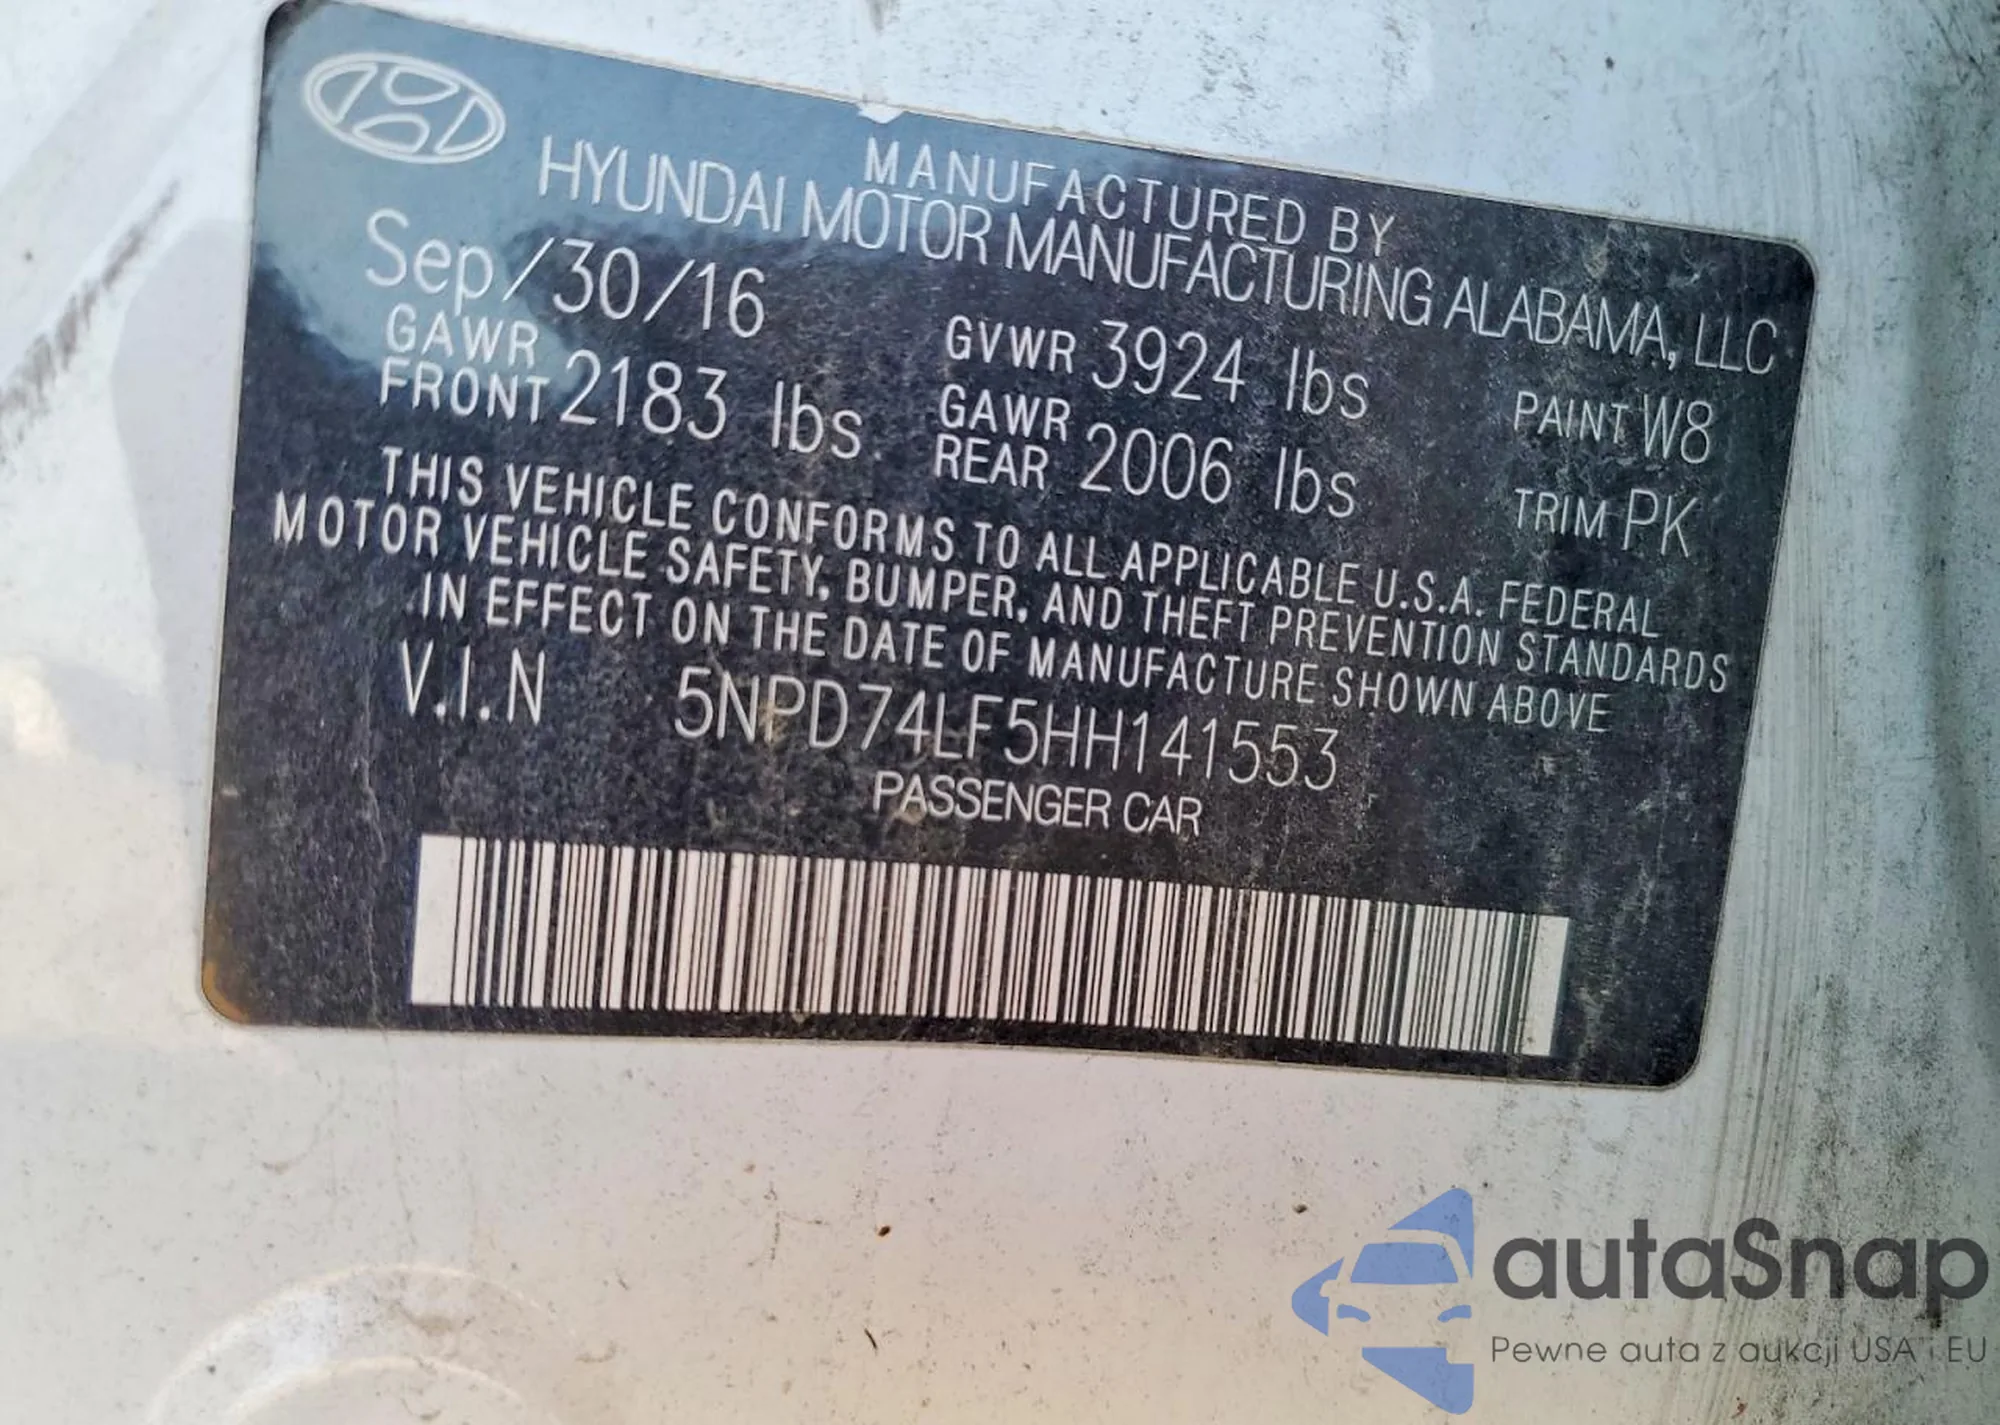 MANUFACTURED BY
HYUNDAI MOTOR MANUFACTURING ALABAMA, LLC
Sep/30/16 GVWR 3924 lbs PAINT W8
GAWR FRONT 2183 lbs GAWR REAR 2006 lbs TRIM PK
THIS VEHICLE CONFORMS TO ALL APPLICABLE U.S.A. FEDERAL
MOTOR VEHICLE SAFETY, BUMPER, AND THEFT PREVENTION STANDARDS
IN EFFECT ON THE DATE OF MANUFACTURE SHOWN ABOVE
V.I.N 5NPD74LF5HH141553
PASSENGER CAR
autaSnap
Pewne auta z aukcji USA i EU